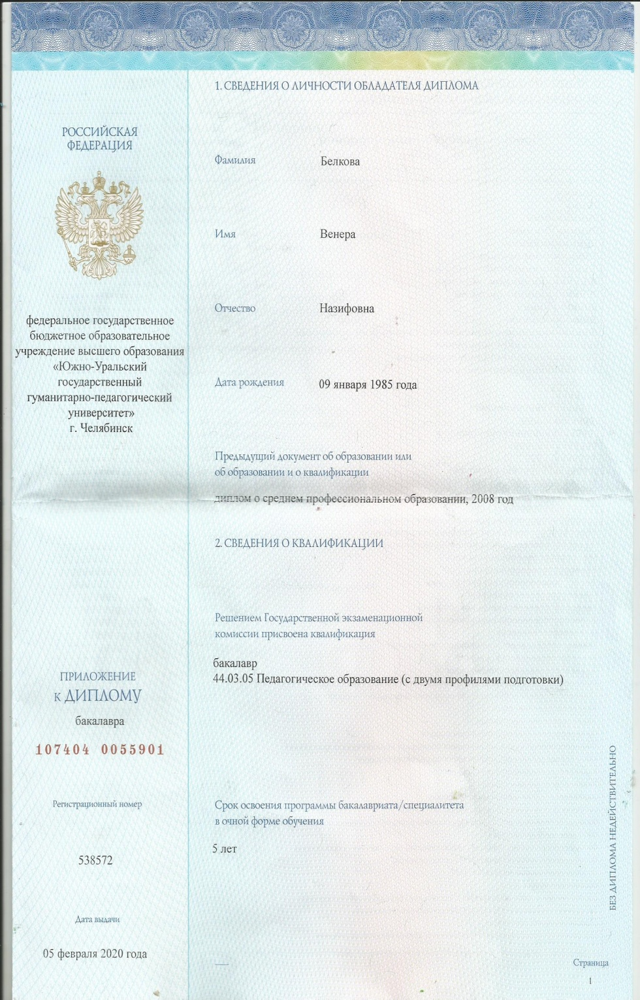 РОССИЙСКАЯ
ФЕДЕРАЦИЯ
федеральное государственное
бюджетное образовательное
учреждение высшего образования
«Южно-Уральский
государственный
гуманитарно-педагогический
университет»
г. Челябинск
ПРИЛОЖЕНИЕ
к ДИПЛОМУ
бакалавра
107404 0055901
Регистрационный номер
538572
Дата выдачи
05 февраля 2020 года
1. СВЕДЕНИЯ О ЛИЧНОСТИ ОБЛАДАТЕЛЯ ДИПЛОМА
Фамилия Белкова
Имя Венера
Отчество Назифовна
Дата рождения 09 января 1985 года
Предыдущий документ об образовании или
об образовании и о квалификации
диплом о среднем профессиональном образовании, 2008 год
2. СВЕДЕНИЯ О КВАЛИФИКАЦИИ
Решением Государственной экзаменационной
комиссии присвоена квалификация
бакалавр
44.03.05 Педагогическое образование (с двумя профилями подготовки)
Срок освоения программы бакалавриата/специалитета
в очной форме обучения
5 лет
БЕЗ ДИПЛОМА НЕДЕЙСТВИТЕЛЬНО
Страница
1